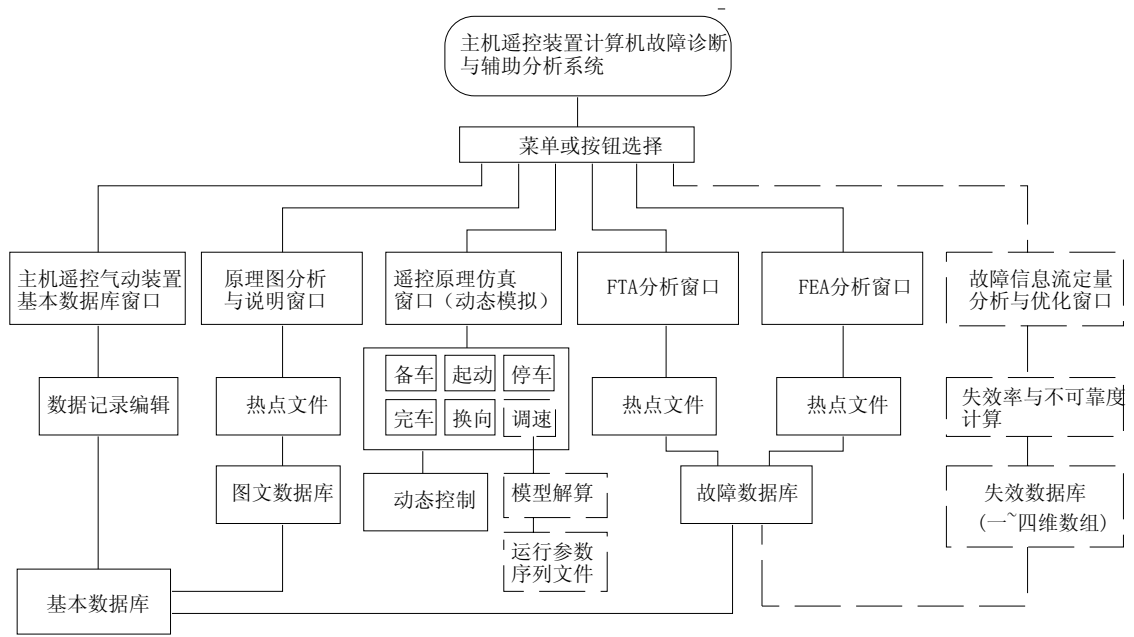 主机遥控装置计算机故障诊断
与辅助分析系统
菜单或按钮选择
主机遥控气动装置
基本数据库窗口
原理图分析
与说明窗口
遥控原理仿真
窗口（动态模拟）
FTA分析窗口
FEA分析窗口
故障信息流定量
分析与优化窗口
备车
起动
停车
完车
换向
调速
数据记录编辑
热点文件
热点文件
热点文件
失效率与不可靠度
计算
图文数据库
动态控制
模型解算
故障数据库
失效数据库
(一~四维数组)
运行参数
序列文件
基本数据库